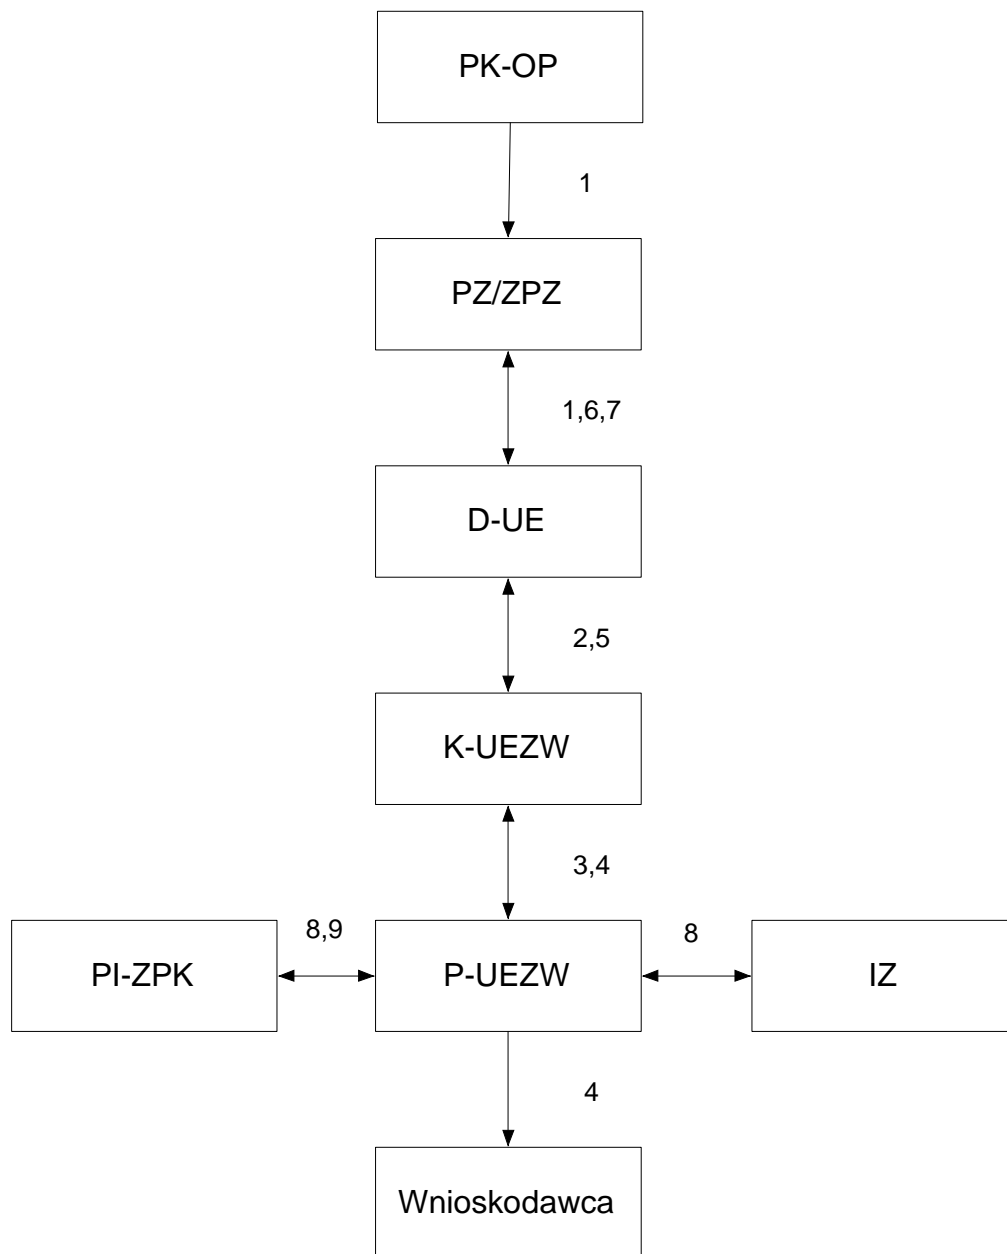 PK-OP
1
PZ/ZPZ
1,6,7
D-UE
2,5
K-UEZW
3,4
PI-ZPK
8,9
P-UEZW
8
IZ
4
Wnioskodawca